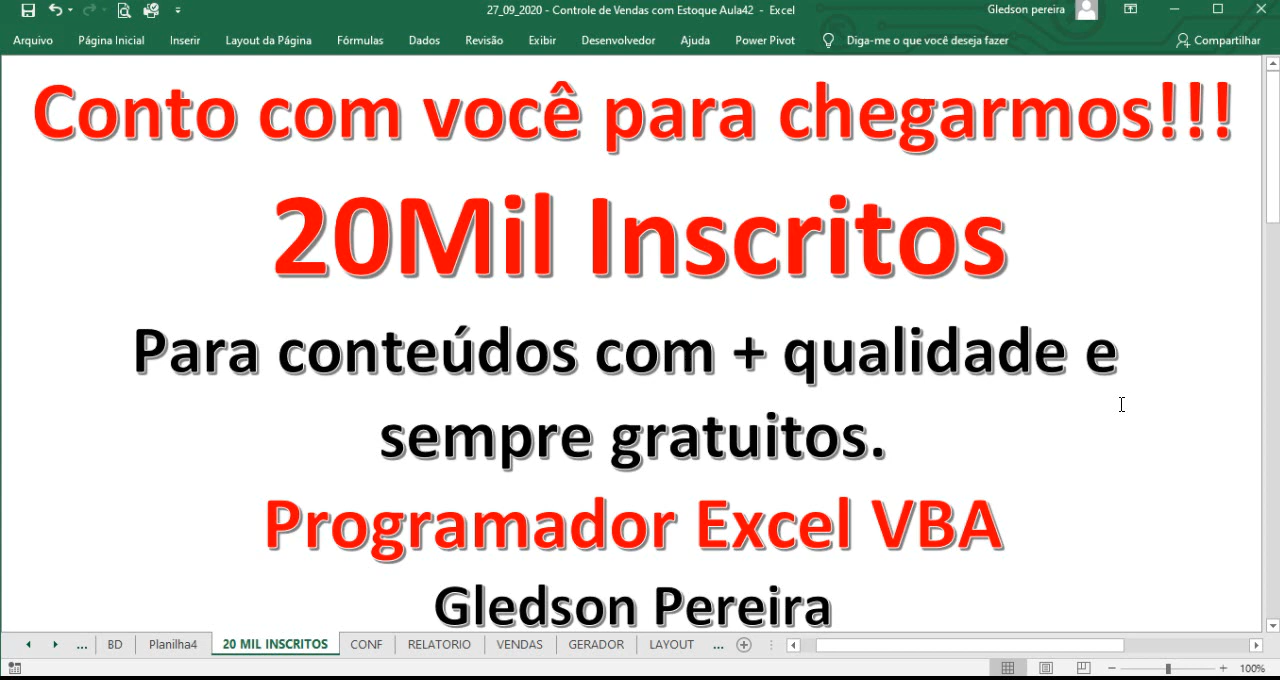 27_09_2020 - Controle de Vendas com Estoque Aula42 - Excel
Gledson pereira
Arquivo Página Inicial Inserir Layout da Página Fórmulas Dados Revisão Exibir Desenvolvedor Ajuda Power Pivot Diga-me o que você deseja fazer Compartilhar
Conto com você para chegarmos!!!
20Mil Inscritos
Para conteúdos com + qualidade e
sempre gratuitos.
Programador Excel VBA
Gledson Pereira
... BD Planilha4 20 MIL INSCRITOS CONF RELATORIO VENDAS GERADOR LAYOUT ...
100%